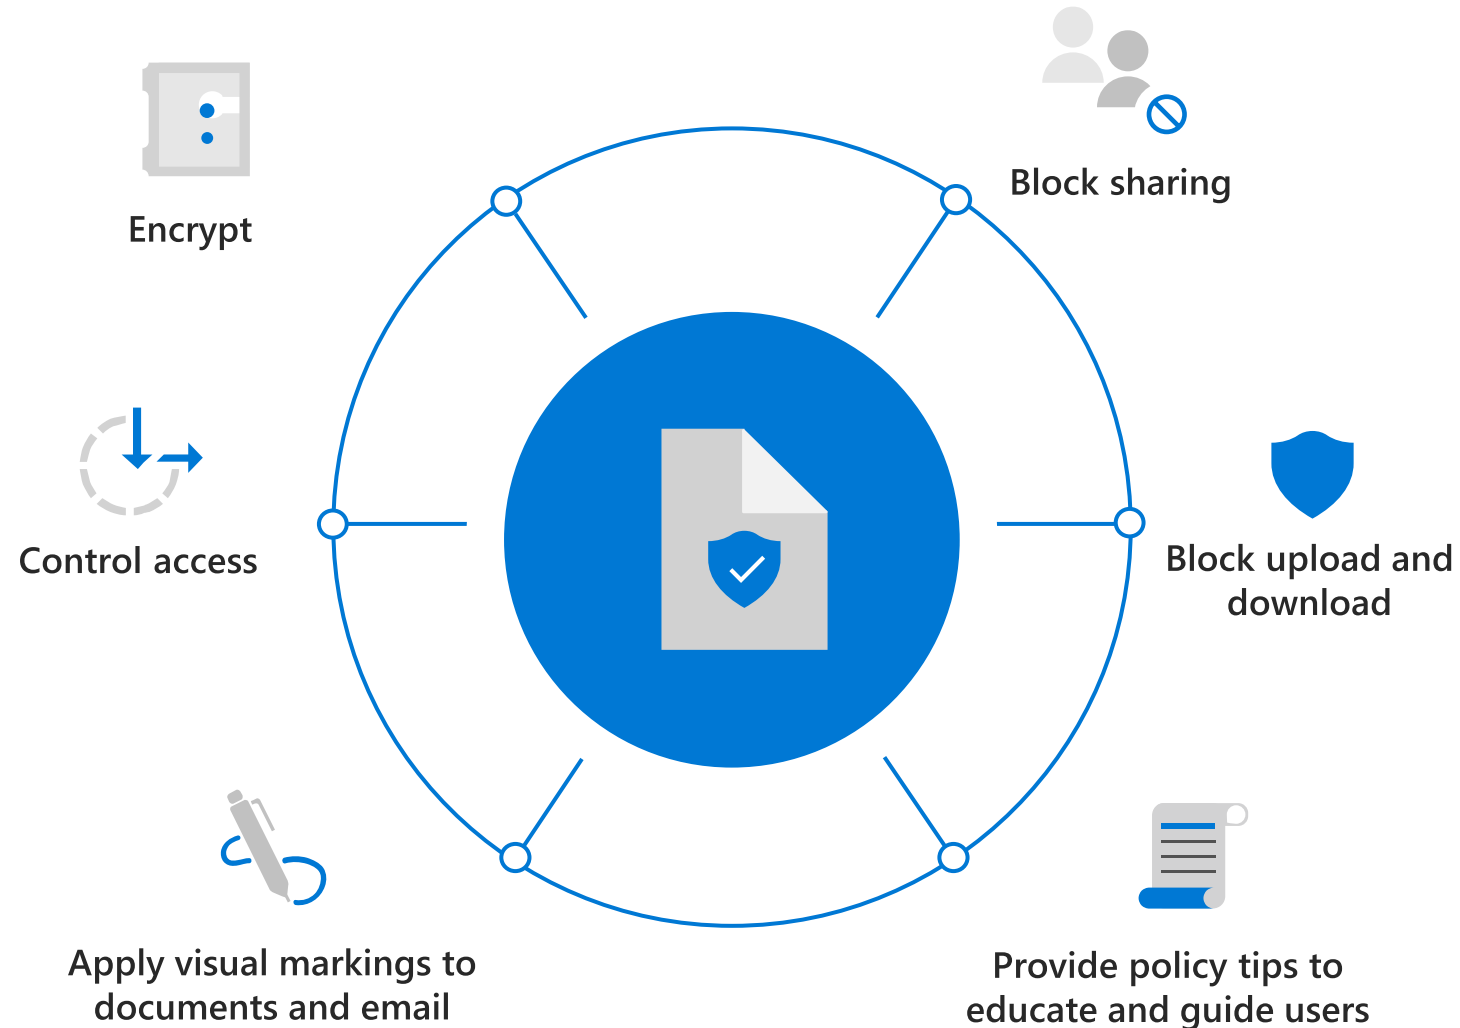 Encrypt
Block sharing
Control access
Block upload and
download
Apply visual markings to
documents and email
Provide policy tips to
educate and guide users